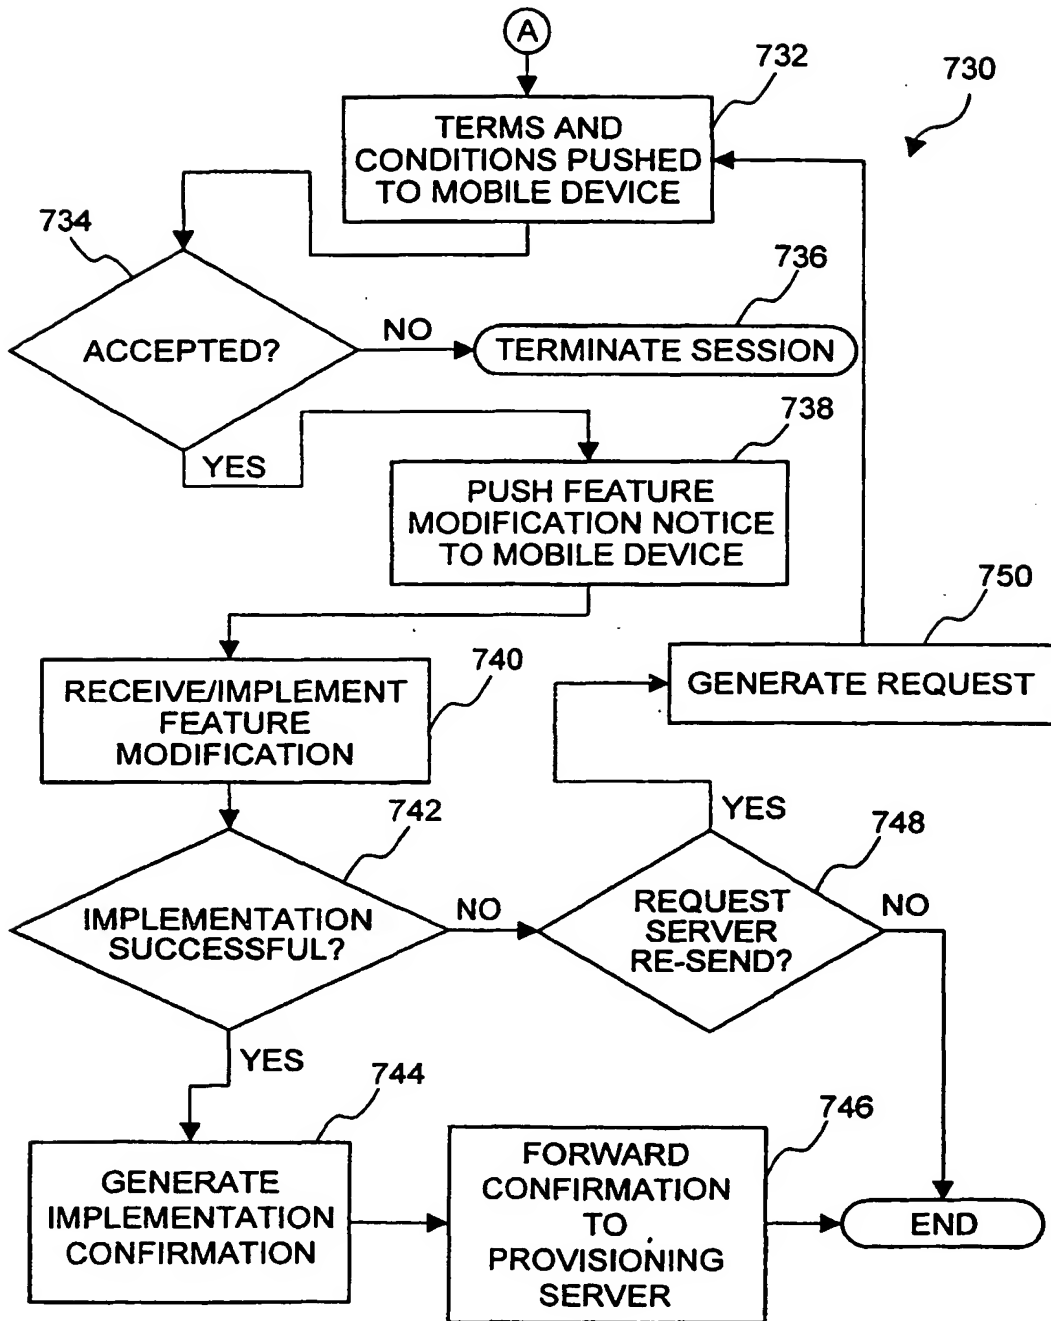 A
732
730
TERMS AND
CONDITIONS PUSHED
TO MOBILE DEVICE
734
736
ACCEPTED?
NO
TERMINATE SESSION
738
YES
PUSH FEATURE
MODIFICATION NOTICE
TO MOBILE DEVICE
750
740
RECEIVE/IMPLEMENT
FEATURE
MODIFICATION
GENERATE REQUEST
742
YES
748
IMPLEMENTATION
SUCCESSFUL?
NO
REQUEST
SERVER
RE-SEND?
NO
YES
744
746
GENERATE
IMPLEMENTATION
CONFIRMATION
FORWARD
CONFIRMATION
TO
PROVISIONING
SERVER
END